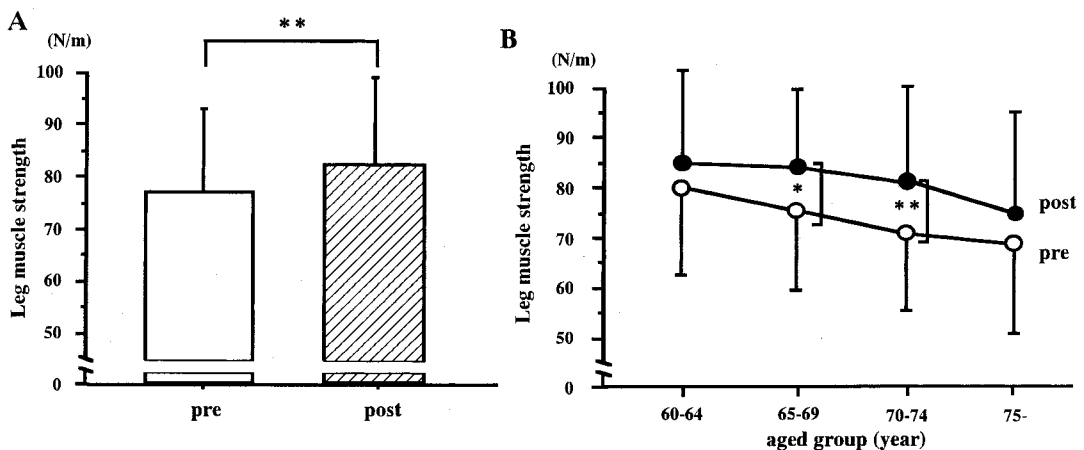 A
(N/m)
**
Leg muscle strength
100
90
80
70
60
50
0
pre
post
B
(N/m)
Leg muscle strength
100
90
80
70
60
50
0
*
**
post
pre
60-64
65-69
70-74
75-
aged group (year)